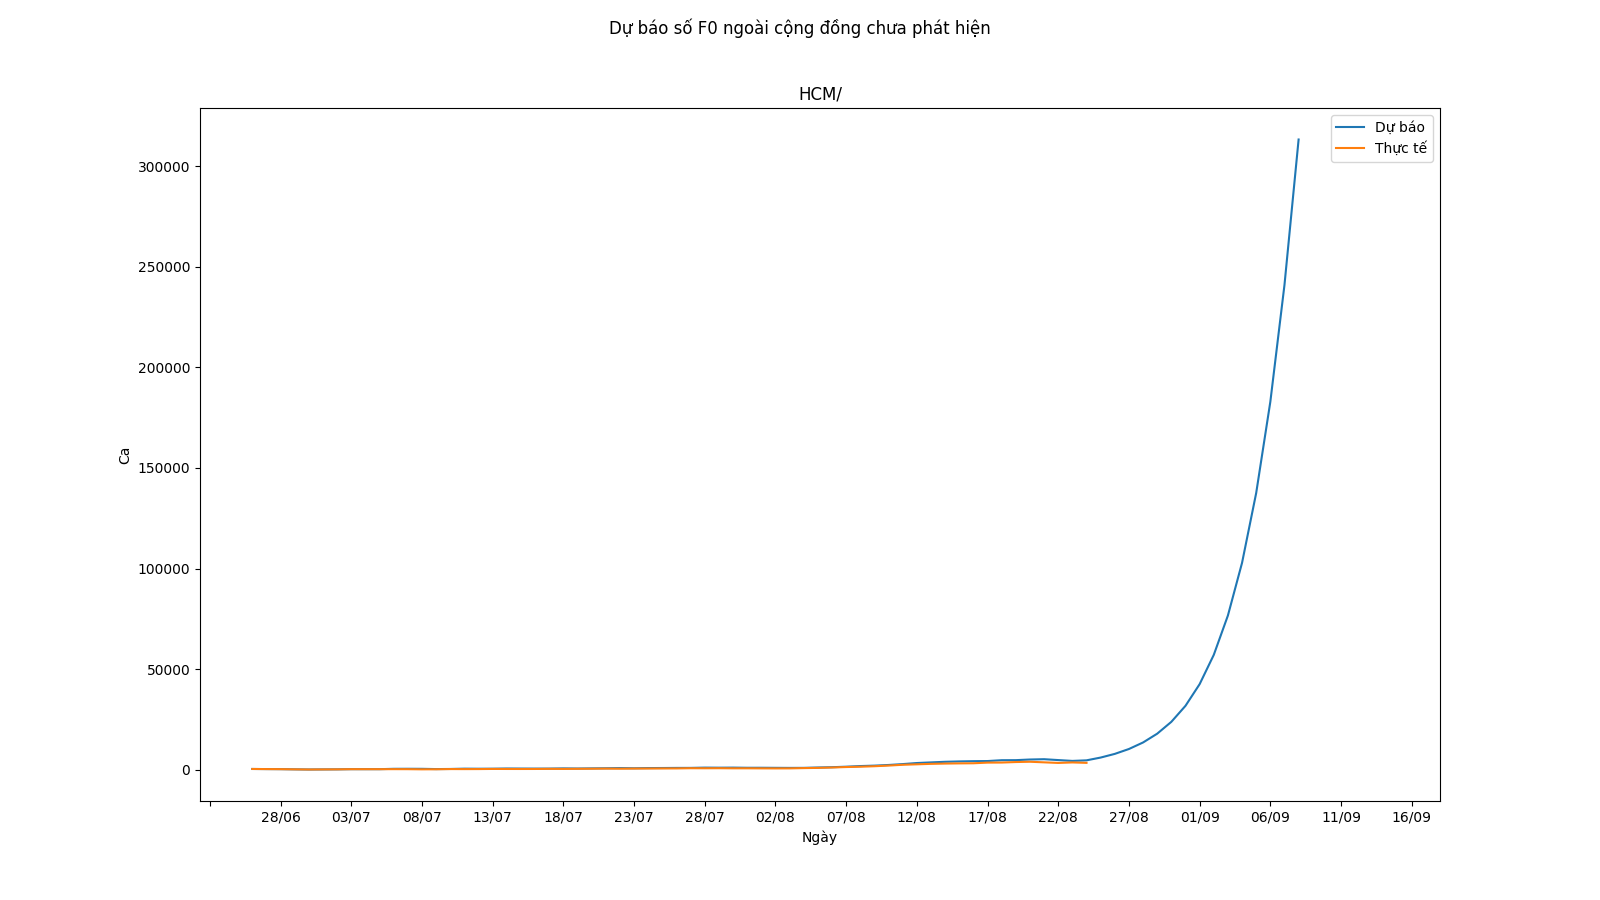 Dự báo số F0 ngoài cộng đồng chưa phát hiện
HCM/
Dự báo
Thực tế
300000
250000
200000
150000
100000
50000
0
Ca
28/06 03/07 08/07 13/07 18/07 23/07 28/07 02/08 07/08 12/08 17/08 22/08 27/08 01/09 06/09 11/09 16/09
Ngày